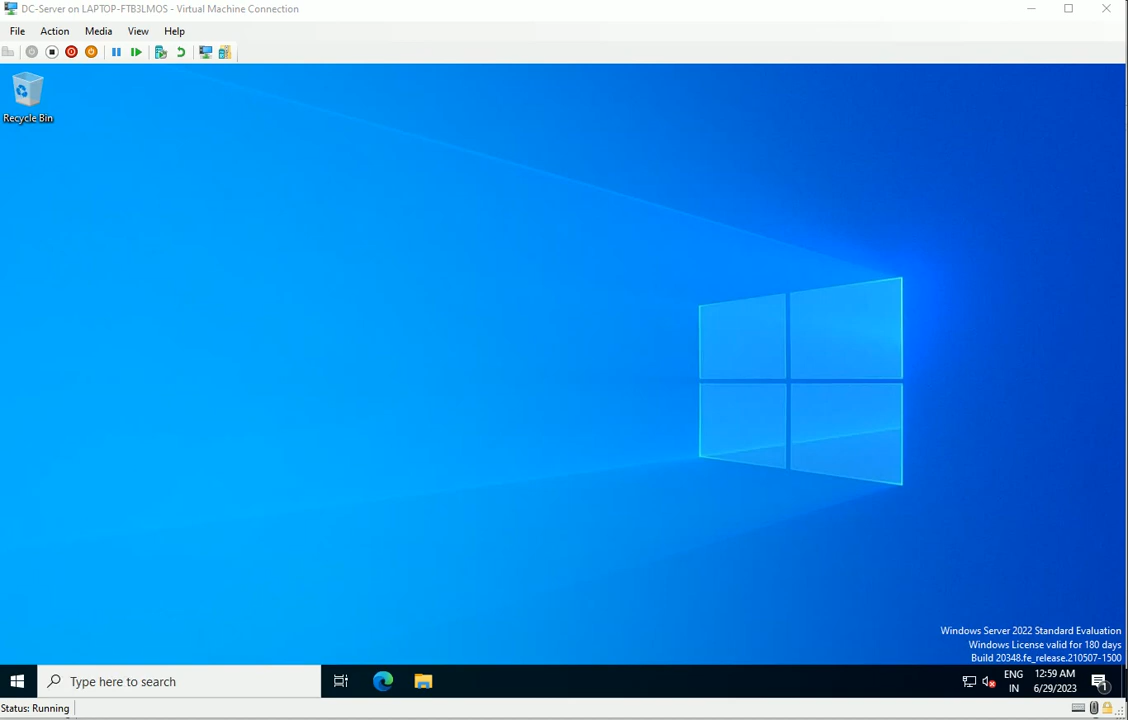 DC-Server on LAPTOP-FTB3LMOS - Virtual Machine Connection
File Action Media View Help
Recycle Bin
Windows Server 2022 Standard Evaluation
Windows License valid for 180 days
Build 20348.fe_release.210507-1500
Type here to search
ENG
IN
12:59 AM
6/29/2023
1
Status: Running